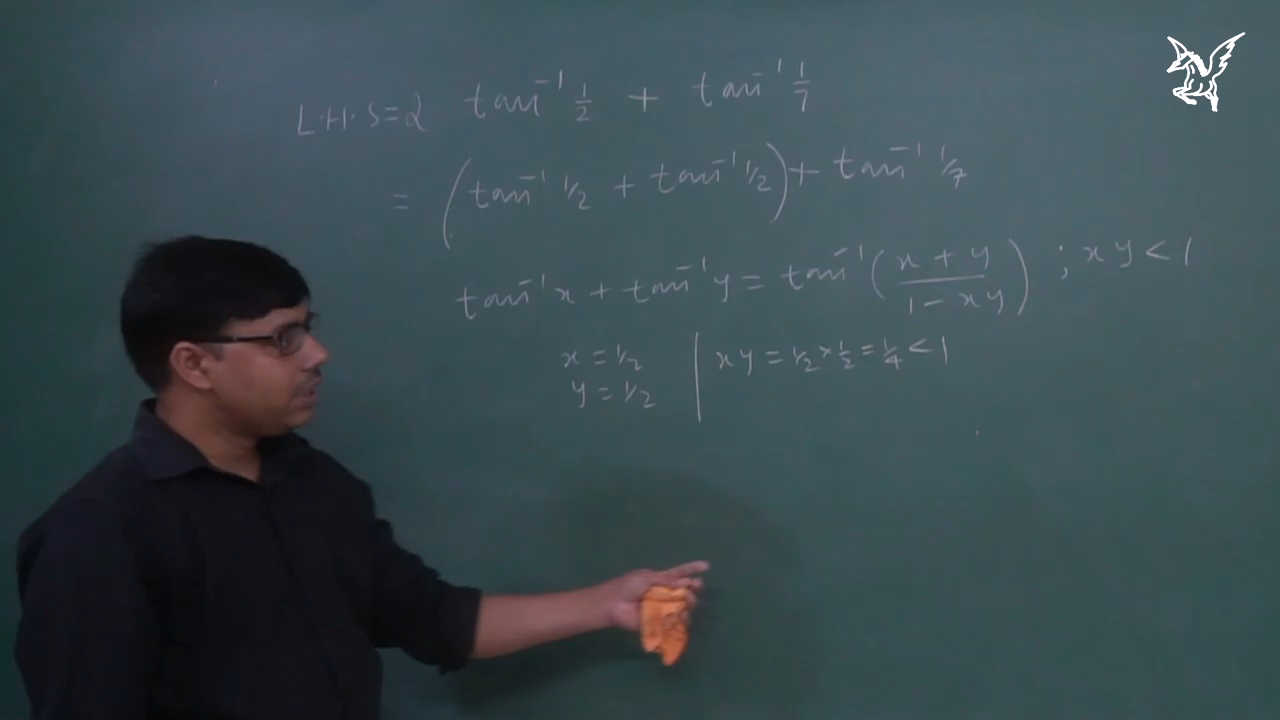 L.H.S = 2 tan⁻¹ 1/2 + tan⁻¹ 1/7
= (tan⁻¹ 1/2 + tan⁻¹ 1/2) + tan⁻¹ 1/7
tan⁻¹ x + tan⁻¹ y = tan⁻¹ ((x + y)/(1 - xy)) ; xy < 1
x = 1/2 | xy = 1/2 × 1/2 = 1/4 < 1
y = 1/2